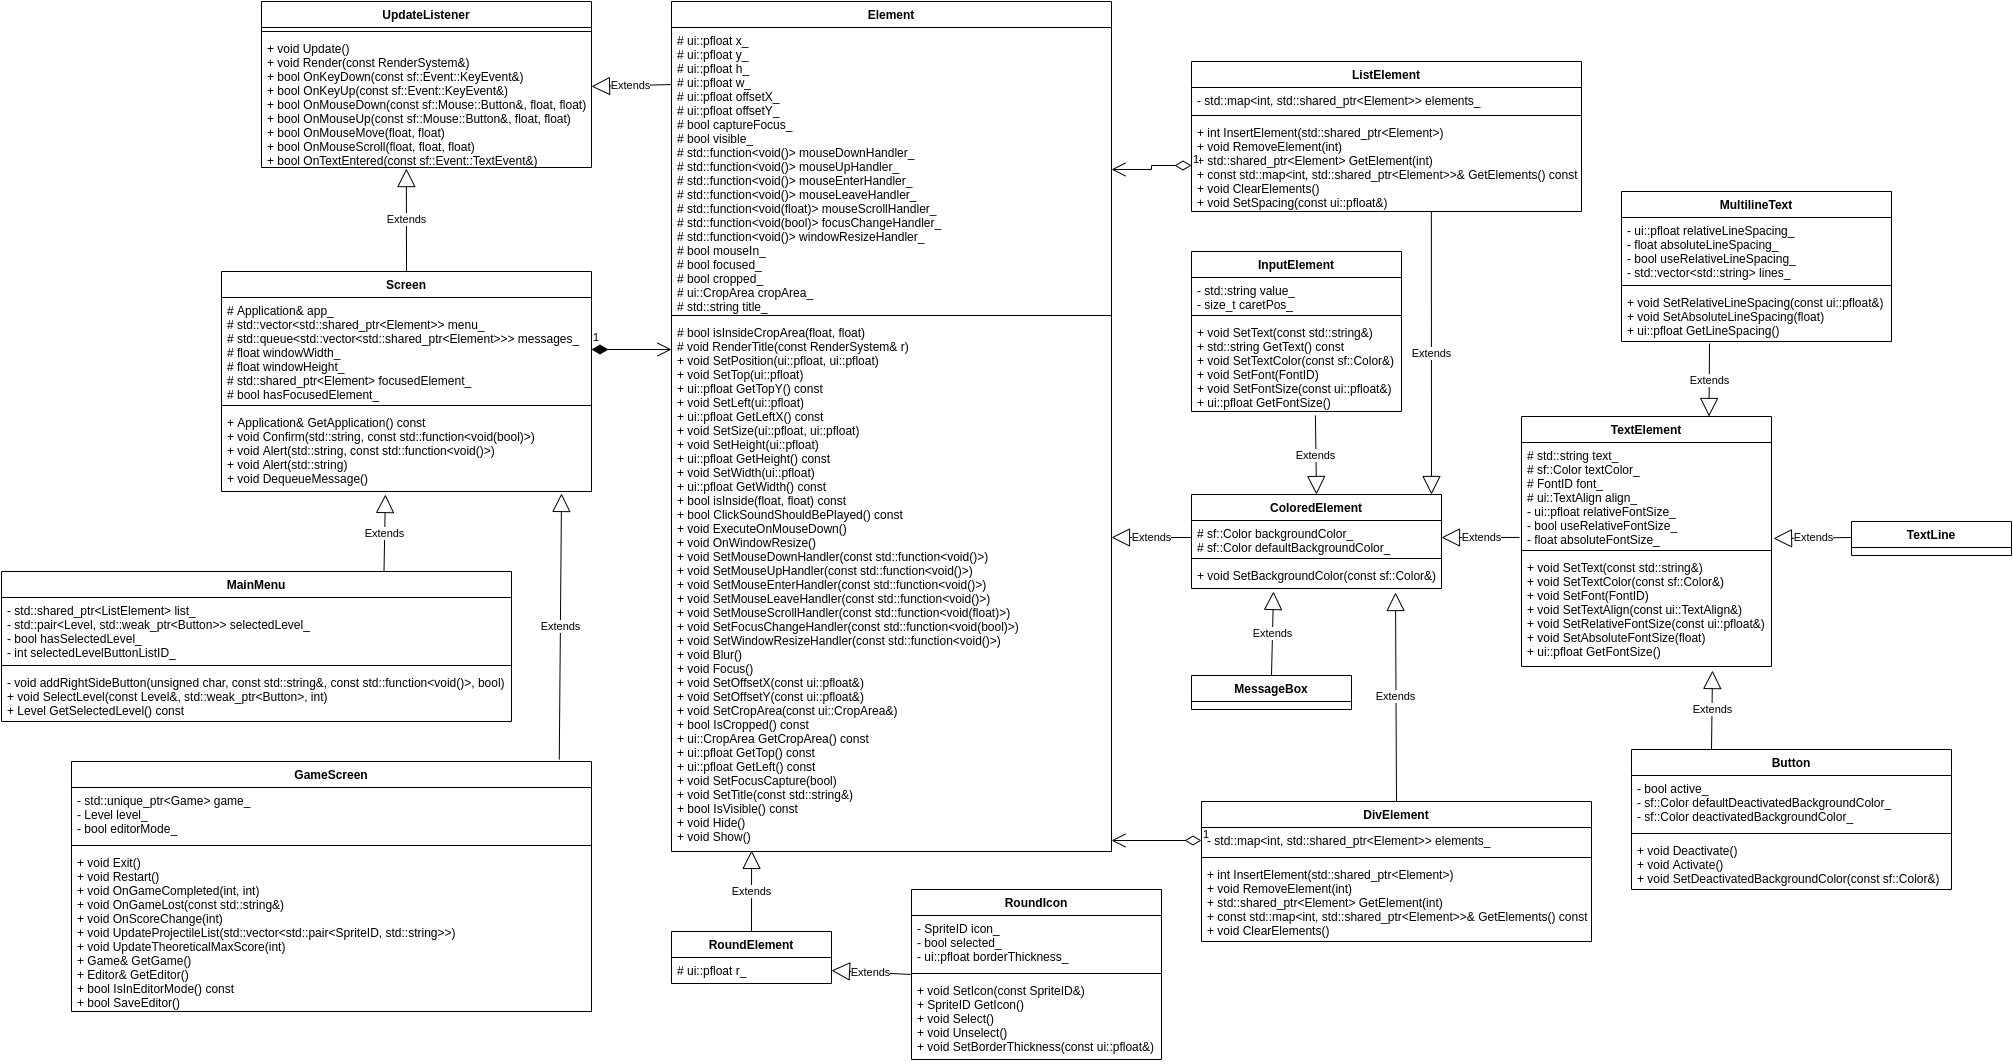 UpdateListener
+ void Update()
+ void Render(const RenderSystem&)
+ bool OnKeyDown(const sf::Event::KeyEvent&)
+ bool OnKeyUp(const sf::Event::KeyEvent&)
+ bool OnMouseDown(const sf::Mouse::Button&, float, float)
+ bool OnMouseUp(const sf::Mouse::Button&, float, float)
+ bool OnMouseMove(float, float)
+ bool OnMouseScroll(float, float, float)
+ bool OnTextEntered(const sf::Event::TextEvent&)
Extends
Extends
Screen
# Application& app_
# std::vector<std::shared_ptr<Element>> menu_
# std::queue<std::vector<std::shared_ptr<Element>>> messages_
# float windowWidth_
# float windowHeight_
# std::shared_ptr<Element> focusedElement_
# bool hasFocusedElement_
+ Application& GetApplication() const
+ void Confirm(std::string, const std::function<void(bool)>)
+ void Alert(std::string, const std::function<void()>)
+ void Alert(std::string)
+ void DequeueMessage()
1
Extends
Extends
MainMenu
- std::shared_ptr<ListElement> list_
- std::pair<Level, std::weak_ptr<Button>> selectedLevel_
- bool hasSelectedLevel_
- int selectedLevelButtonListID_
- void addRightSideButton(unsigned char, const std::string&, const std::function<void()>, bool)
+ void SelectLevel(const Level&, std::weak_ptr<Button>, int)
+ Level GetSelectedLevel() const
GameScreen
- std::unique_ptr<Game> game_
- Level level_
- bool editorMode_
+ void Exit()
+ void Restart()
+ void OnGameCompleted(int, int)
+ void OnGameLost(const std::string&)
+ void OnScoreChange(int)
+ void UpdateProjectileList(std::vector<std::pair<SpriteID, std::string>>)
+ void UpdateTheoreticalMaxScore(int)
+ Game& GetGame()
+ Editor& GetEditor()
+ bool IsInEditorMode() const
+ bool SaveEditor()
Element
# ui::pfloat x_
# ui::pfloat y_
# ui::pfloat h_
# ui::pfloat w_
# ui::pfloat offsetX_
# ui::pfloat offsetY_
# bool captureFocus_
# bool visible_
# std::function<void()> mouseDownHandler_
# std::function<void()> mouseUpHandler_
# std::function<void()> mouseEnterHandler_
# std::function<void()> mouseLeaveHandler_
# std::function<void(float)> mouseScrollHandler_
# std::function<void(bool)> focusChangeHandler_
# std::function<void()> windowResizeHandler_
# bool mouseIn_
# bool focused_
# bool cropped_
# ui::CropArea cropArea_
# std::string title_
# bool isInsideCropArea(float, float)
# void RenderTitle(const RenderSystem& r)
+ void SetPosition(ui::pfloat, ui::pfloat)
+ void SetTop(ui::pfloat)
+ ui::pfloat GetTopY() const
+ void SetLeft(ui::pfloat)
+ ui::pfloat GetLeftX() const
+ void SetSize(ui::pfloat, ui::pfloat)
+ void SetHeight(ui::pfloat)
+ ui::pfloat GetHeight() const
+ void SetWidth(ui::pfloat)
+ ui::pfloat GetWidth() const
+ bool isInside(float, float) const
+ bool ClickSoundShouldBePlayed() const
+ void ExecuteOnMouseDown()
+ void OnWindowResize()
+ void SetMouseDownHandler(const std::function<void()>)
+ void SetMouseUpHandler(const std::function<void()>)
+ void SetMouseEnterHandler(const std::function<void()>)
+ void SetMouseLeaveHandler(const std::function<void()>)
+ void SetMouseScrollHandler(const std::function<void(float)>)
+ void SetFocusChangeHandler(const std::function<void(bool)>)
+ void SetWindowResizeHandler(const std::function<void()>)
+ void Blur()
+ void Focus()
+ void SetOffsetX(const ui::pfloat&)
+ void SetOffsetY(const ui::pfloat&)
+ void SetCropArea(const ui::CropArea&)
+ bool IsCropped() const
+ ui::CropArea GetCropArea() const
+ ui::pfloat GetTop() const
+ ui::pfloat GetLeft() const
+ void SetFocusCapture(bool)
+ void SetTitle(const std::string&)
+ bool IsVisible() const
+ void Hide()
+ void Show()
Extends
RoundElement
# ui::pfloat r_
Extends
RoundIcon
- SpriteID icon_
- bool selected_
- ui::pfloat borderThickness_
+ void SetIcon(const SpriteID&)
+ SpriteID GetIcon()
+ void Select()
+ void Unselect()
+ void SetBorderThickness(const ui::pfloat&)
ListElement
- std::map<int, std::shared_ptr<Element>> elements_
+ int InsertElement(std::shared_ptr<Element>)
+ void RemoveElement(int)
1
+ std::shared_ptr<Element> GetElement(int)
+ const std::map<int, std::shared_ptr<Element>>& GetElements() const
+ void ClearElements()
+ void SetSpacing(const ui::pfloat&)
Extends
InputElement
- std::string value_
- size_t caretPos_
+ void SetText(const std::string&)
+ std::string GetText() const
+ void SetTextColor(const sf::Color&)
+ void SetFont(FontID)
+ void SetFontSize(const ui::pfloat&)
+ ui::pfloat GetFontSize()
Extends
ColoredElement
# sf::Color backgroundColor_
# sf::Color defaultBackgroundColor_
+ void SetBackgroundColor(const sf::Color&)
Extends
Extends
Extends
MessageBox
Extends
DivElement
1
- std::map<int, std::shared_ptr<Element>> elements_
+ int InsertElement(std::shared_ptr<Element>)
+ void RemoveElement(int)
+ std::shared_ptr<Element> GetElement(int)
+ const std::map<int, std::shared_ptr<Element>>& GetElements() const
+ void ClearElements()
MultilineText
- ui::pfloat relativeLineSpacing_
- float absoluteLineSpacing_
- bool useRelativeLineSpacing_
- std::vector<std::string> lines_
+ void SetRelativeLineSpacing(const ui::pfloat&)
+ void SetAbsoluteLineSpacing(float)
+ ui::pfloat GetLineSpacing()
Extends
TextElement
# std::string text_
# sf::Color textColor_
# FontID font_
# ui::TextAlign align_
- ui::pfloat relativeFontSize_
- bool useRelativeFontSize_
- float absoluteFontSize_
+ void SetText(const std::string&)
+ void SetTextColor(const sf::Color&)
+ void SetFont(FontID)
+ void SetTextAlign(const ui::TextAlign&)
+ void SetRelativeFontSize(const ui::pfloat&)
+ void SetAbsoluteFontSize(float)
+ ui::pfloat GetFontSize()
Extends
TextLine
Extends
Button
- bool active_
- sf::Color defaultDeactivatedBackgroundColor_
- sf::Color deactivatedBackgroundColor_
+ void Deactivate()
+ void Activate()
+ void SetDeactivatedBackgroundColor(const sf::Color&)